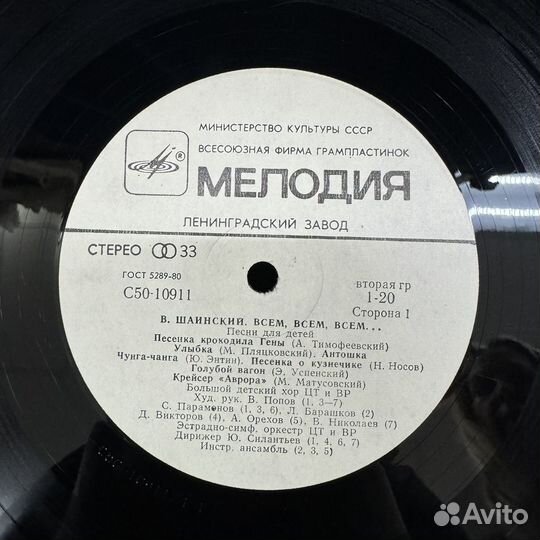 МИНИСТЕРСТВО КУЛЬТУРЫ СССР
ВСЕСОЮЗНАЯ ФИРМА ГРАМПЛАСТИНОК
®
МЕЛОДИЯ
ЛЕНИНГРАДСКИЙ ЗАВОД
СТЕРЕО 33
ГОСТ 5289-80
С50-10911
вторая гр
1-20
Сторона 1
В. ШАИНСКИЙ. ВСЕМ, ВСЕМ, ВСЕМ...
Песни для детей
Песенка крокодила Гены (А. Тимофеевский)
Улыбка (М. Пляцковский). Антошка
Чунга-чанга (Ю. Энтин). Песенка о кузнечике (Н. Носов)
Голубой вагон (Э. Успенский)
Крейсер «Аврора» (М. Матусовский)
Большой детский хор ЦТ и ВР
Худ. рук. В. Попов (1, 3—7)
С. Парамонов (1, 3, 6), Л. Барашков (2)
Д. Викторов (4), А. Орехов (5), В. Николаев (7)
Эстрадно-симф. оркестр ЦТ и ВР
Дирижер Ю. Силантьев (1, 4, 6, 7)
Инстр. ансамбль (2, 3, 5)
Avito